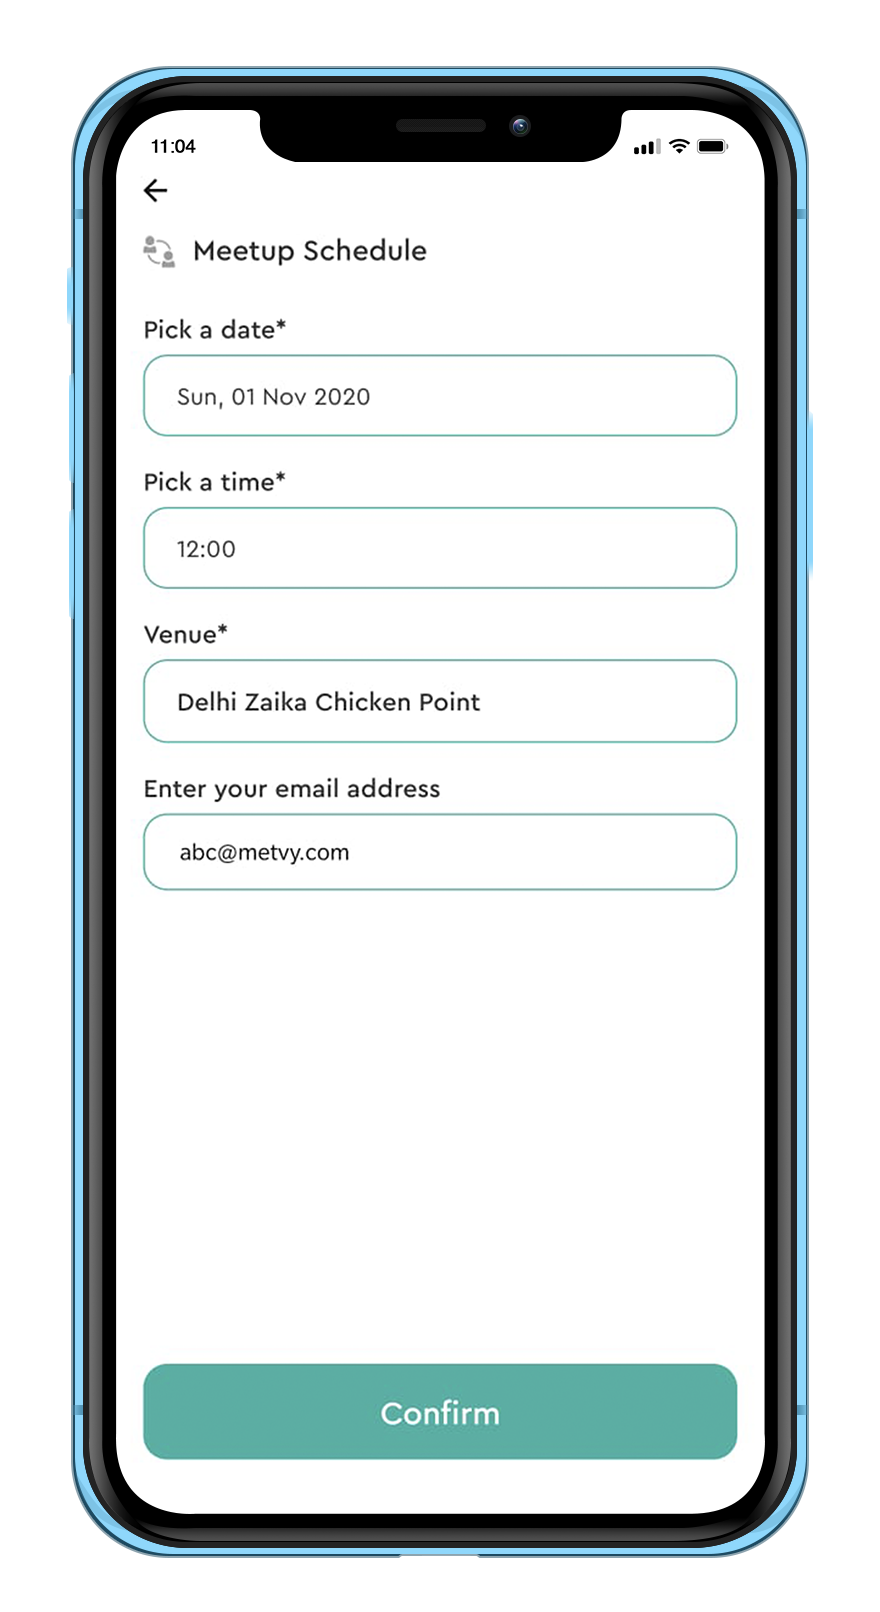 11:04
Meetup Schedule
Pick a date*
Sun, 01 Nov 2020
Pick a time*
12:00
Venue*
Delhi Zaika Chicken Point
Enter your email address
abc@metvy.com
Confirm